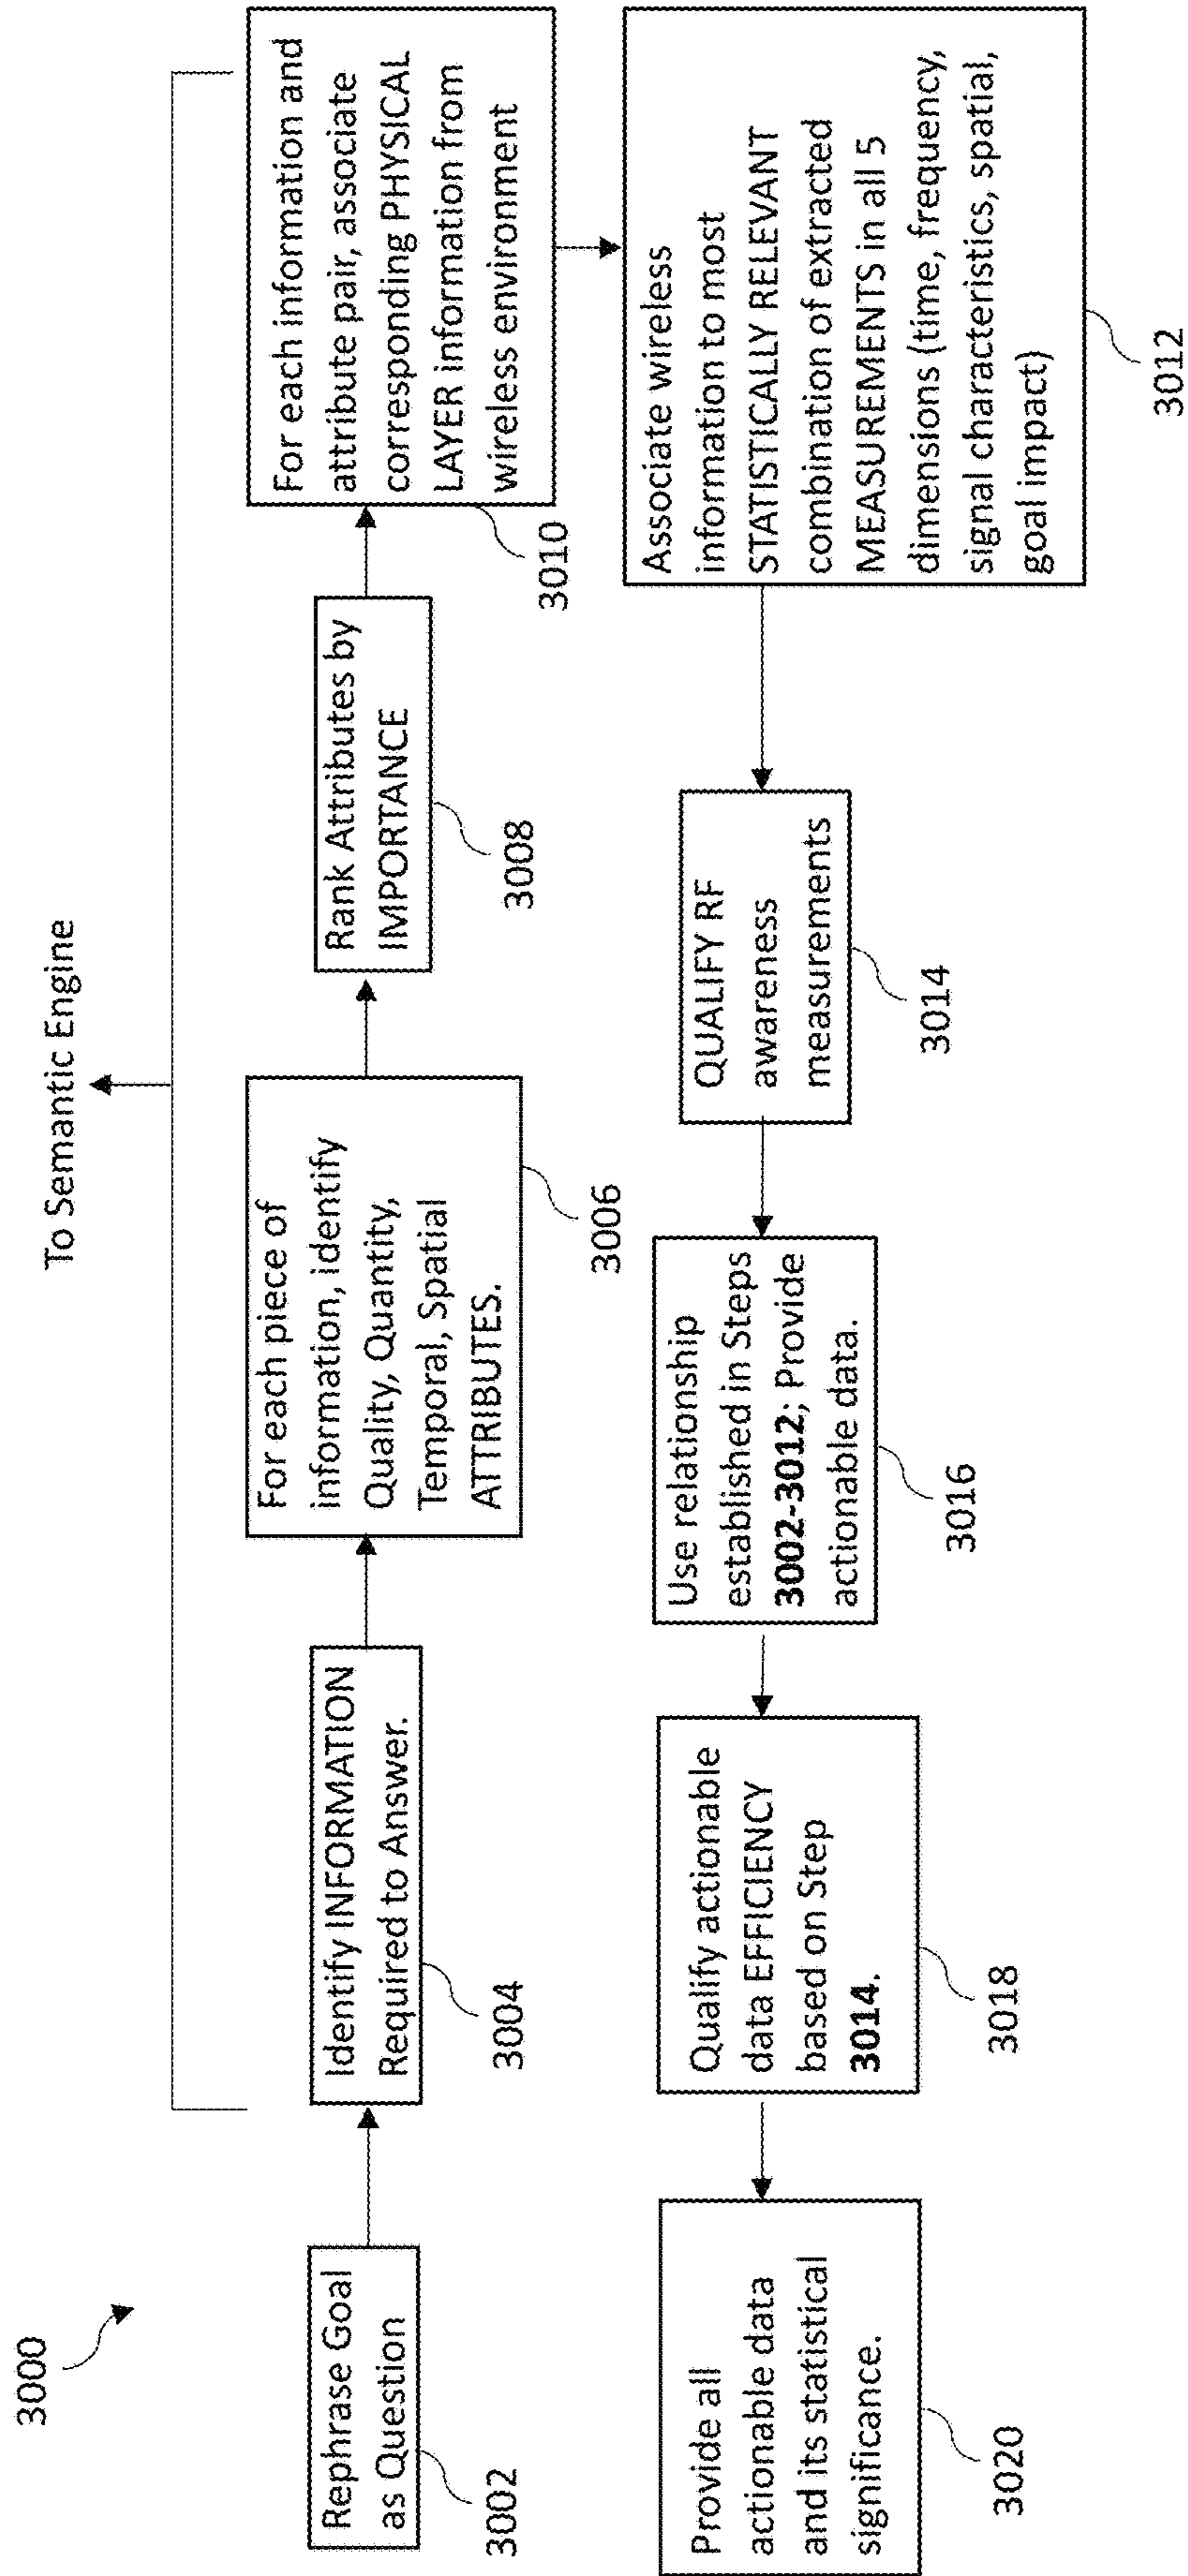 3000
To Semantic Engine
Rephrase Goal
as Question
3002
Identify INFORMATION
Required to Answer.
3004
For each piece of
information, identify
Quality, Quantity,
Temporal, Spatial
ATTRIBUTES.
3006
Rank Attributes by
IMPORTANCE
3008
For each information and
attribute pair, associate
corresponding PHYSICAL
LAYER information from
wireless environment
3010
Associate wireless
information to most
STATISTICALLY RELEVANT
combination of extracted
MEASUREMENTS in all 5
dimensions (time, frequency,
signal characteristics, spatial,
goal impact)
3012
QUALIFY RF
awareness
measurements
3014
Use relationship
established in Steps
3002-3012; Provide
actionable data.
3016
Qualify actionable
data EFFICIENCY
based on Step
3014.
3018
Provide all
actionable data
and its statistical
significance.
3020